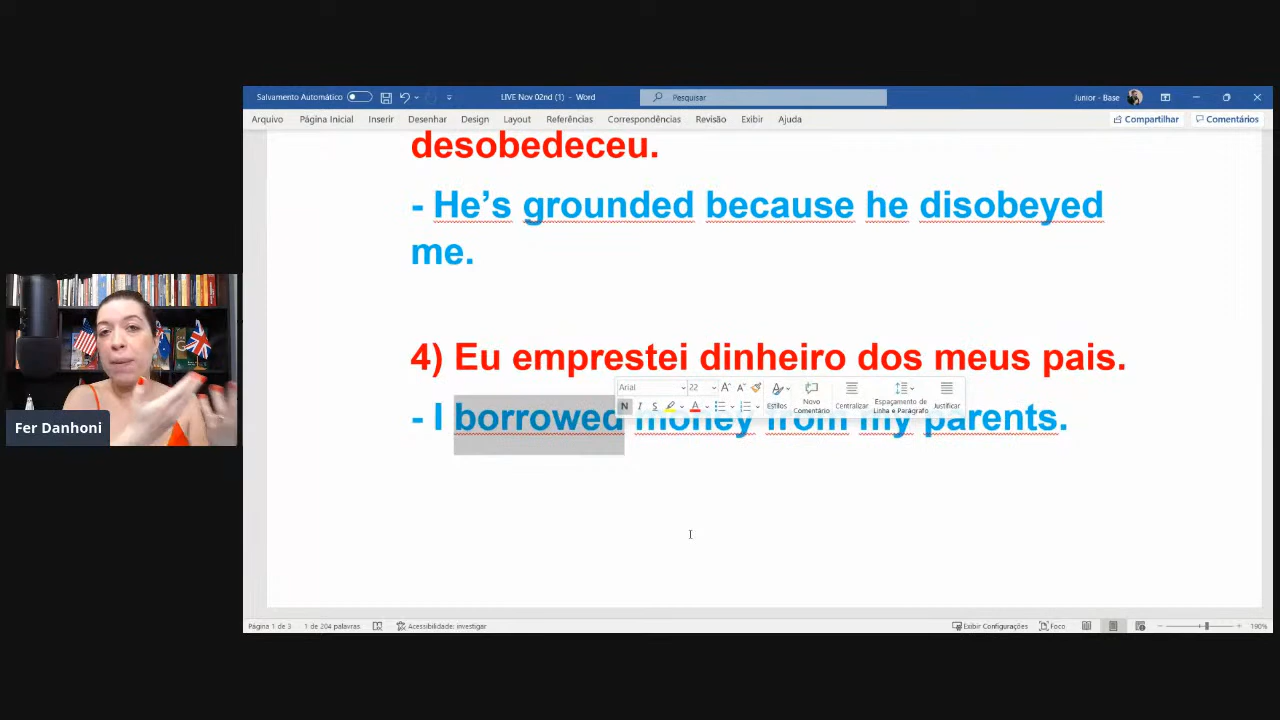 Salvamento Automático
LIVE Nov 02nd (1) - Word
Pesquisar
Junior - Base
Arquivo Página Inicial Inserir Desenhar Design Layout Referências Correspondências Revisão Exibir Ajuda
Compartilhar Comentários
desobedeceu.
- He’s grounded because he disobeyed
me.
4) Eu emprestei dinheiro dos meus pais.
Arial 22
N I S
Estilos
Novo Comentário
Centralizar
Espaçamento de Linha e Parágrafo
Justificar
- I borrowed money from my parents.
Fer Danhoni
Página 1 de 3 1 de 204 palavras Acessibilidade: investigar Exibir Configurações Foco 190%